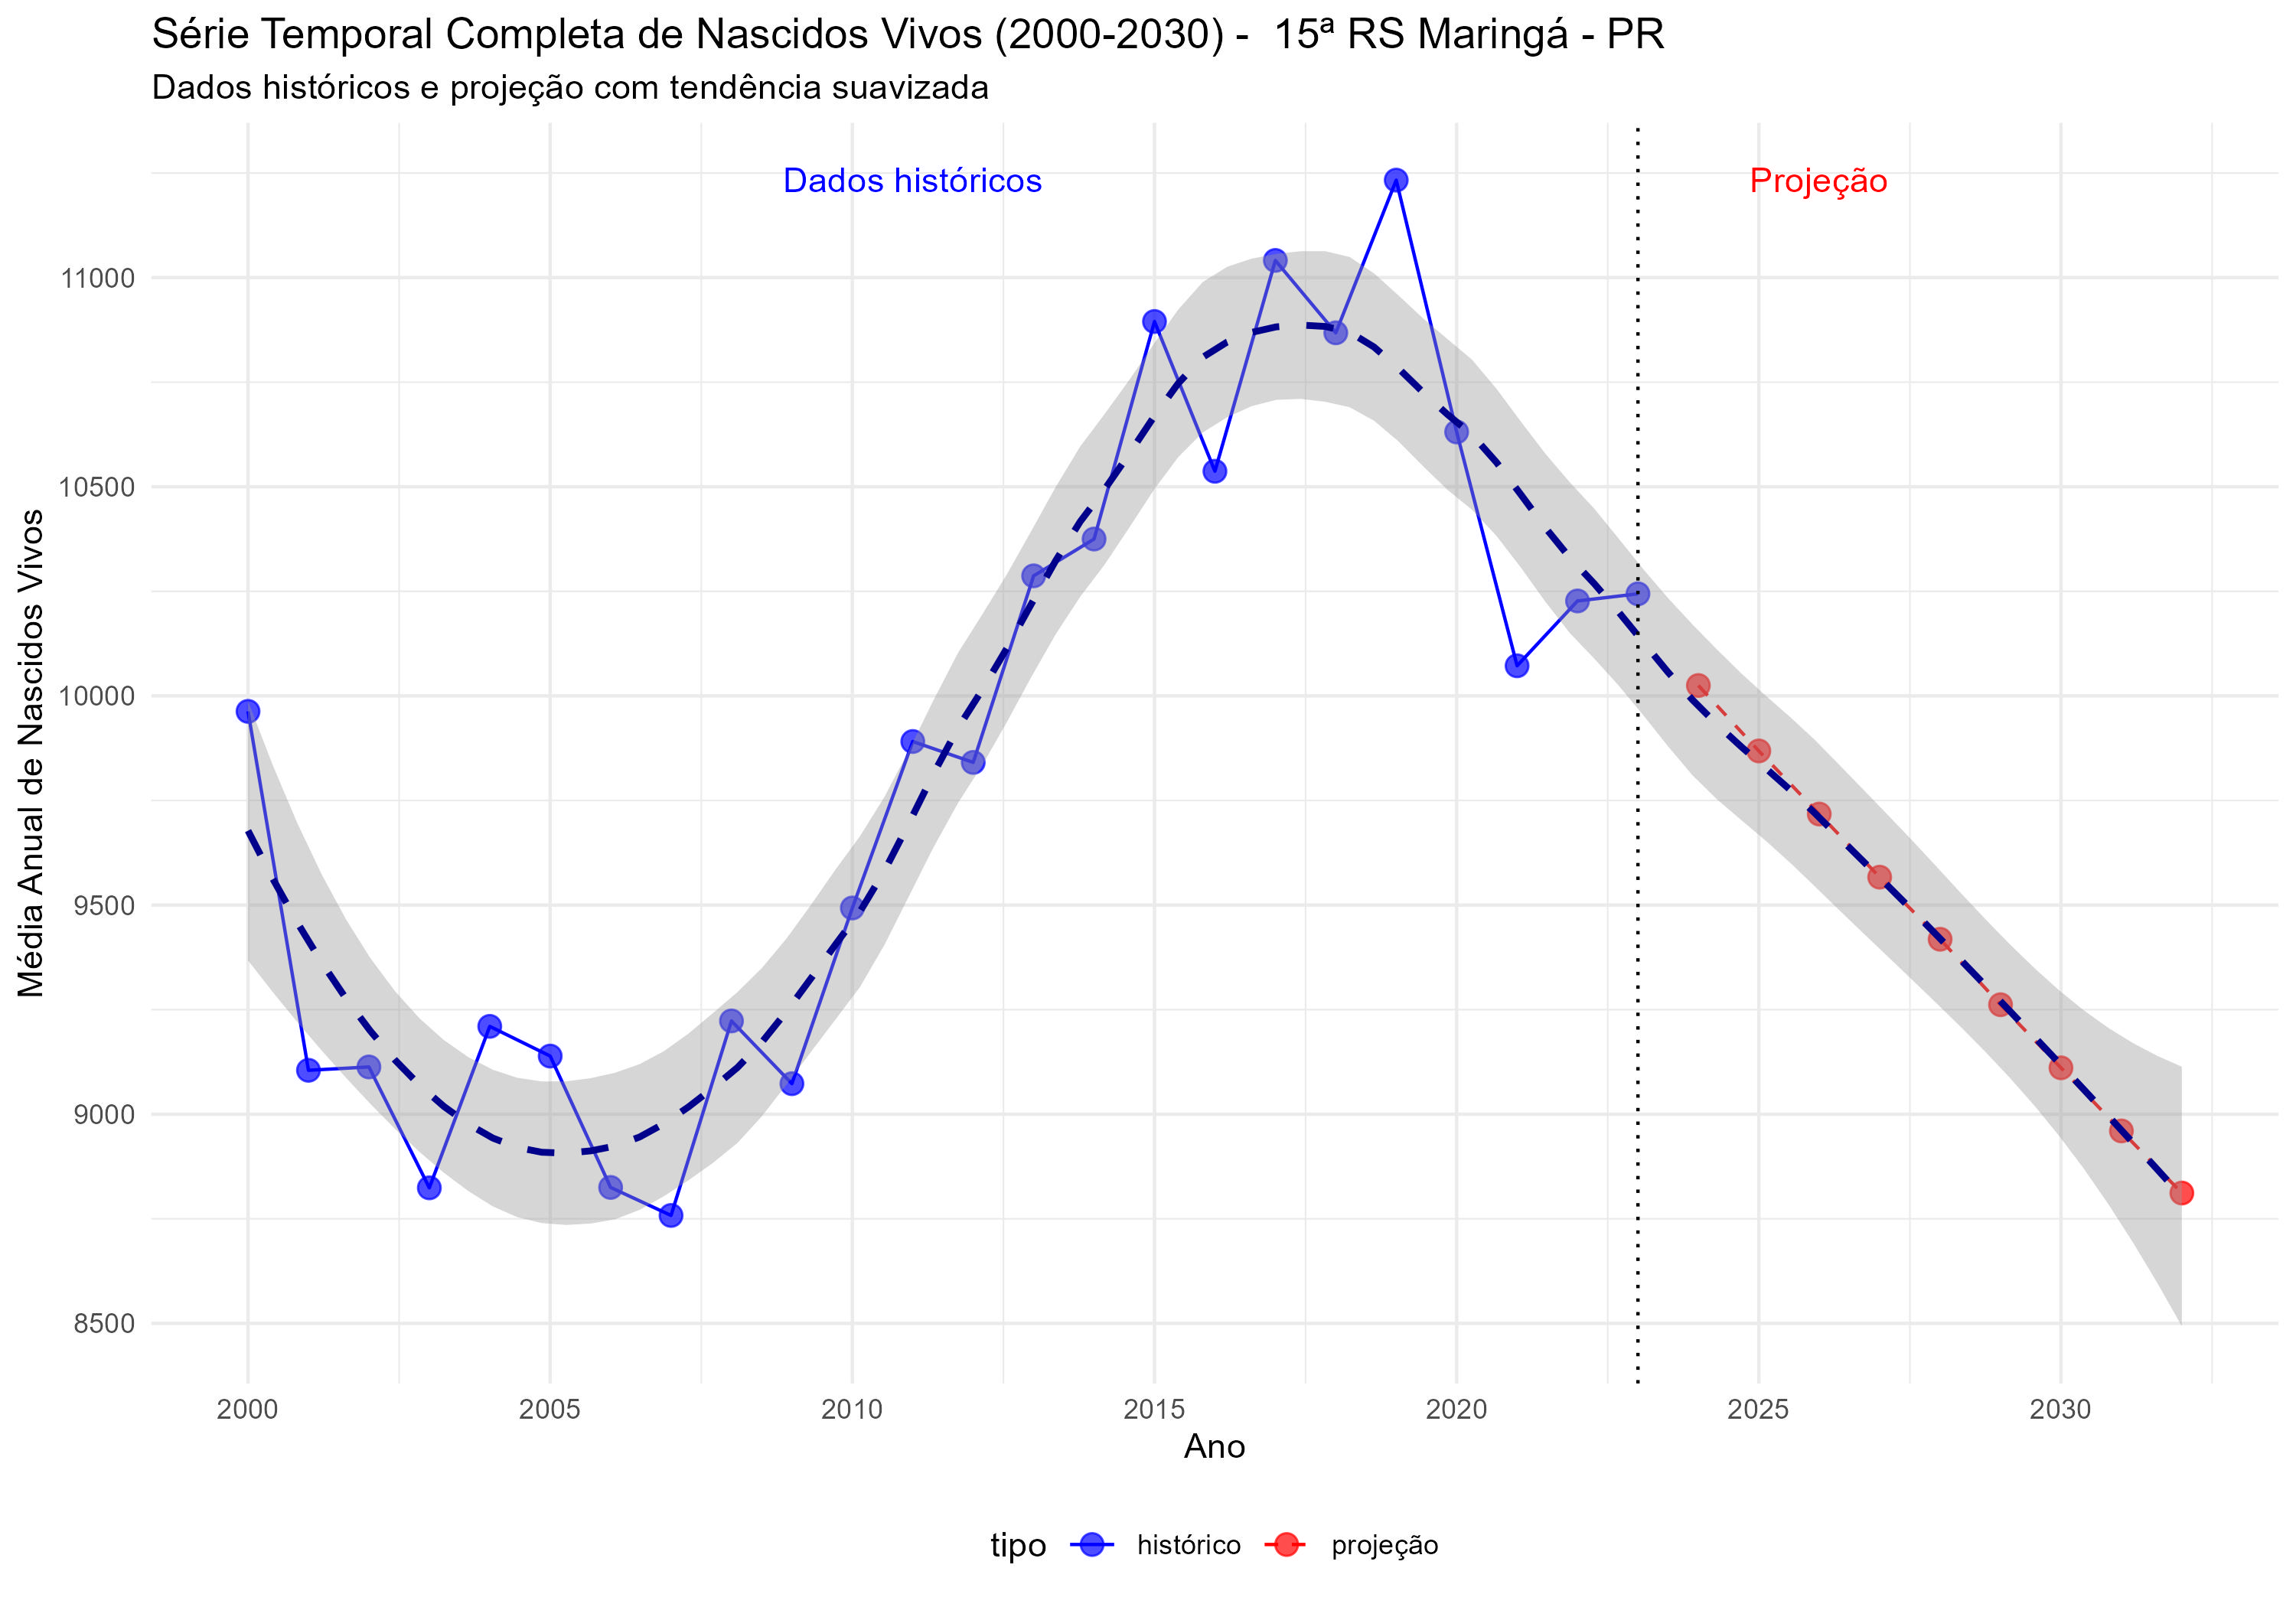 Série Temporal Completa de Nascidos Vivos (2000-2030) -  15ª RS Maringá - PR
Dados históricos e projeção com tendência suavizada
Dados históricos
Projeção
Média Anual de Nascidos Vivos
11000
10500
10000
9500
9000
8500
2000 2005 2010 2015 2020 2025 2030
Ano
tipo histórico projeção